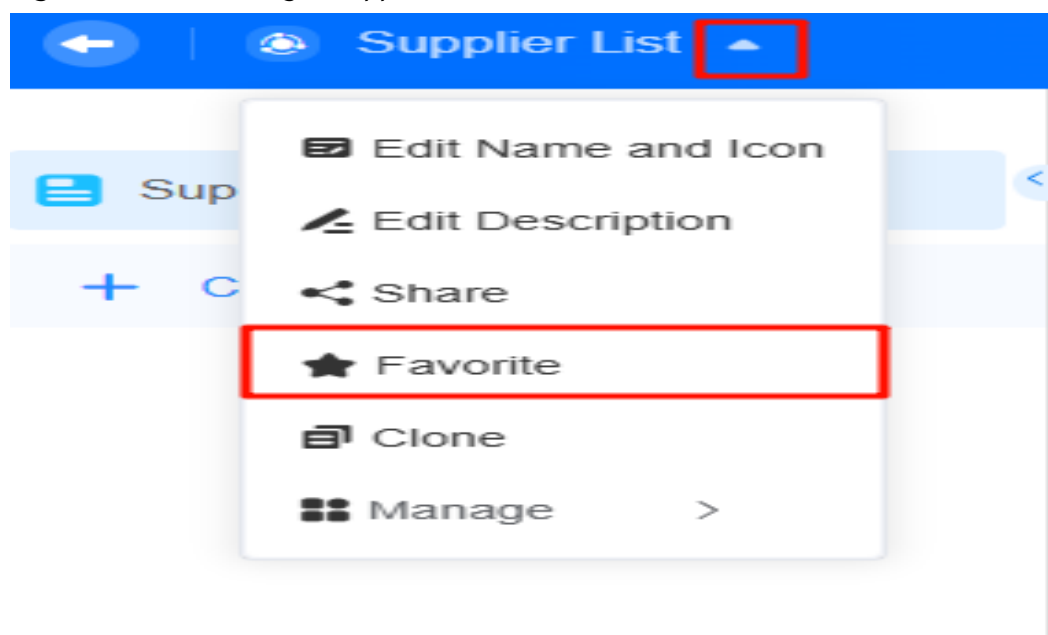 Supplier List
Edit Name and Icon
Sup
Edit Description
C
Share
Favorite
Clone
Manage >